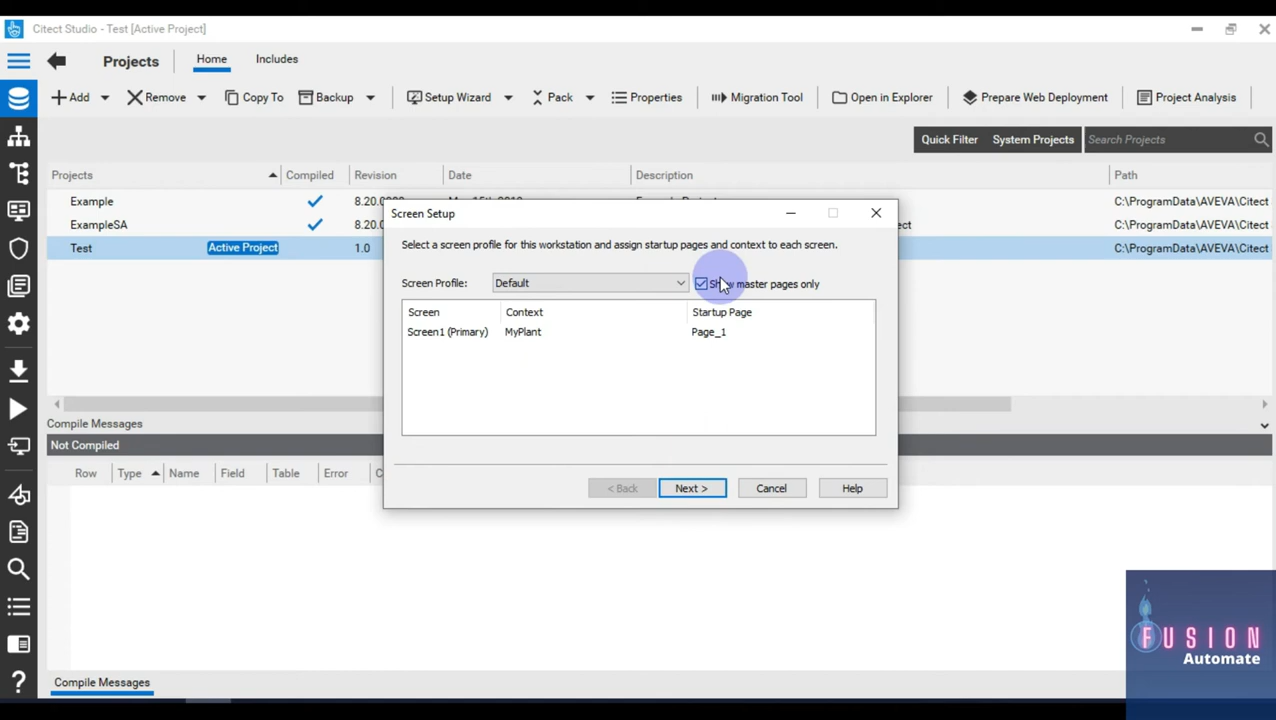 Citect Studio - Test [Active Project]
Projects Home Includes
Add Remove Copy To Backup Setup Wizard Pack Properties Migration Tool Open in Explorer Prepare Web Deployment Project Analysis
Quick Filter System Projects Search Projects
Projects Compiled Revision Date Description Path
Example C:\ProgramData\AVEVA\Citect
ExampleSA 8.20.0 C:\ProgramData\AVEVA\Citect
Test Active Project 1.0 C:\ProgramData\AVEVA\Citect
Screen Setup
Select a screen profile for this workstation and assign startup pages and context to each screen.
Screen Profile: Default Show master pages only
Screen Context Startup Page
Screen1 (Primary) MyPlant Page_1
< Back Next > Cancel Help
Compile Messages
Not Compiled
Row Type Name Field Table Error
Compile Messages
FUSION
Automate